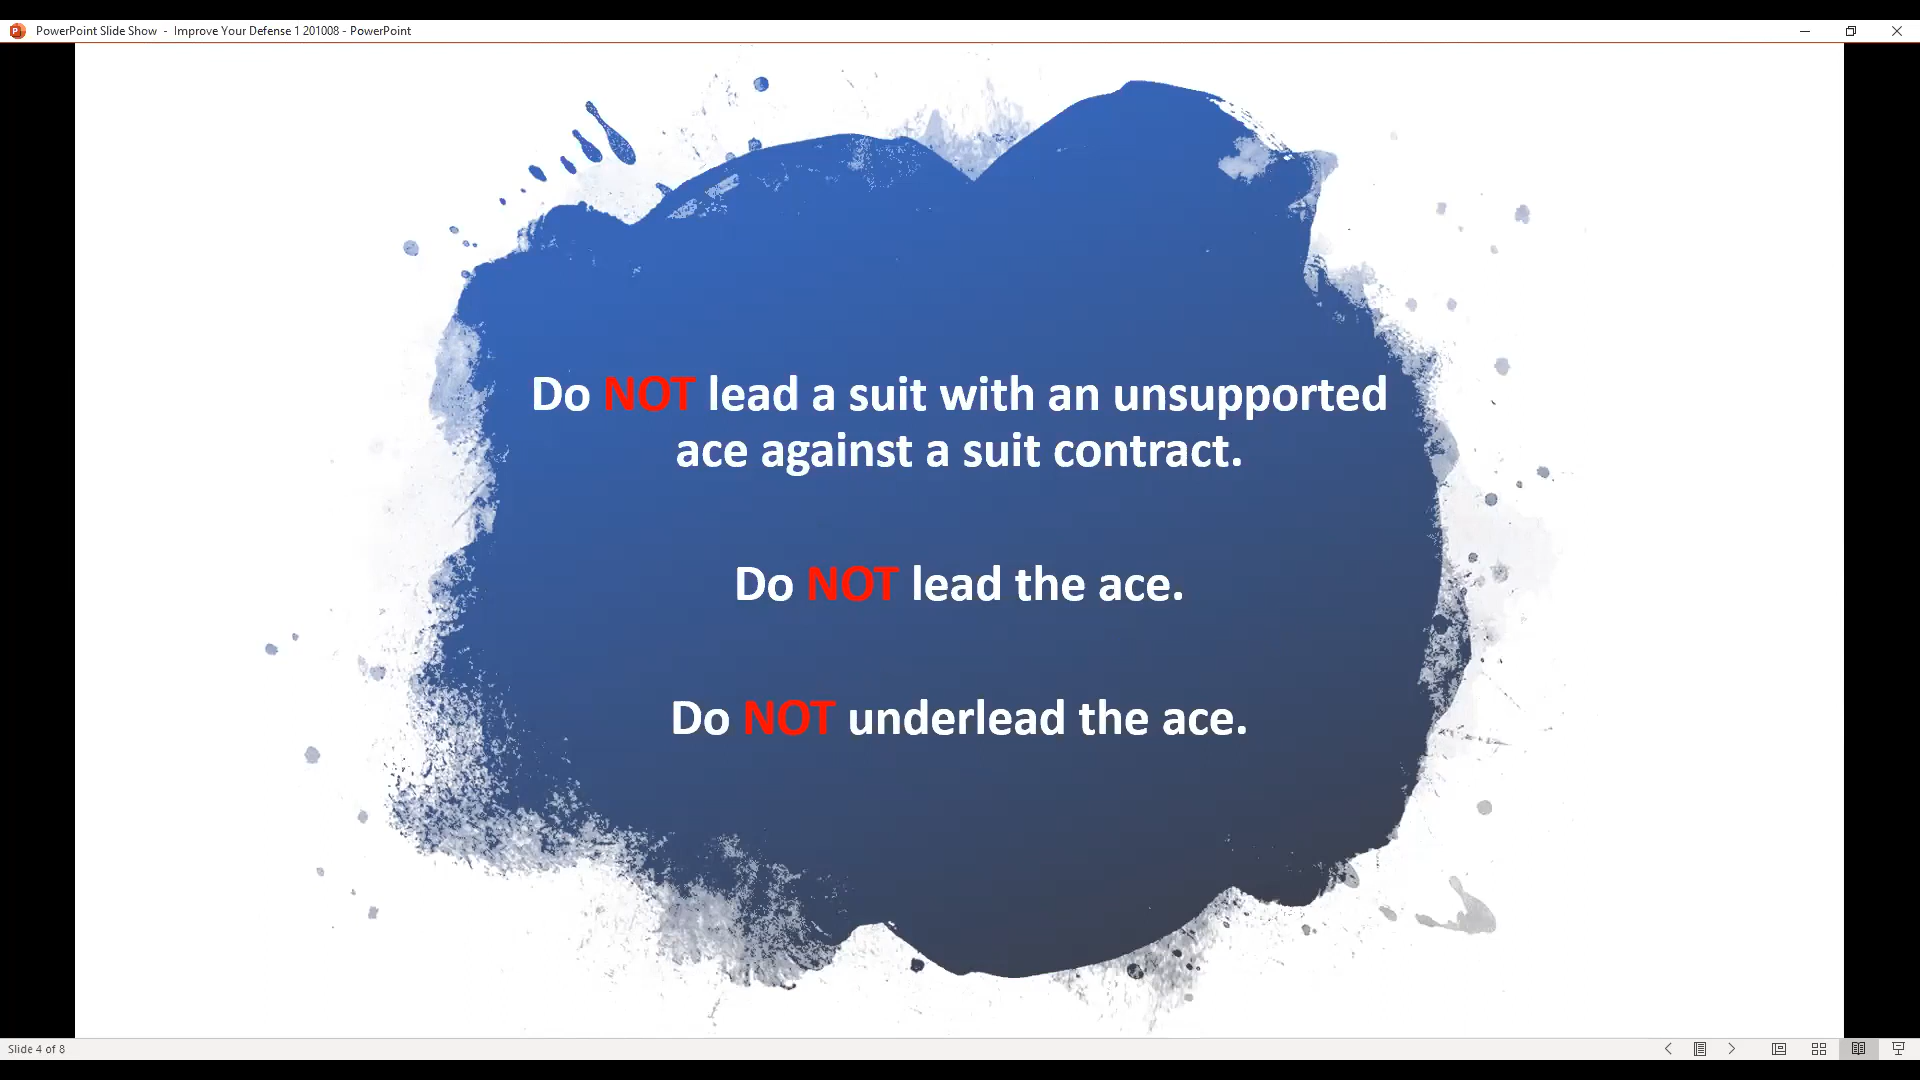 PowerPoint Slide Show - Improve Your Defense 1 201008 - PowerPoint
Do NOT lead a suit with an unsupported
ace against a suit contract.
Do NOT lead the ace.
Do NOT underlead the ace.
Slide 4 of 8